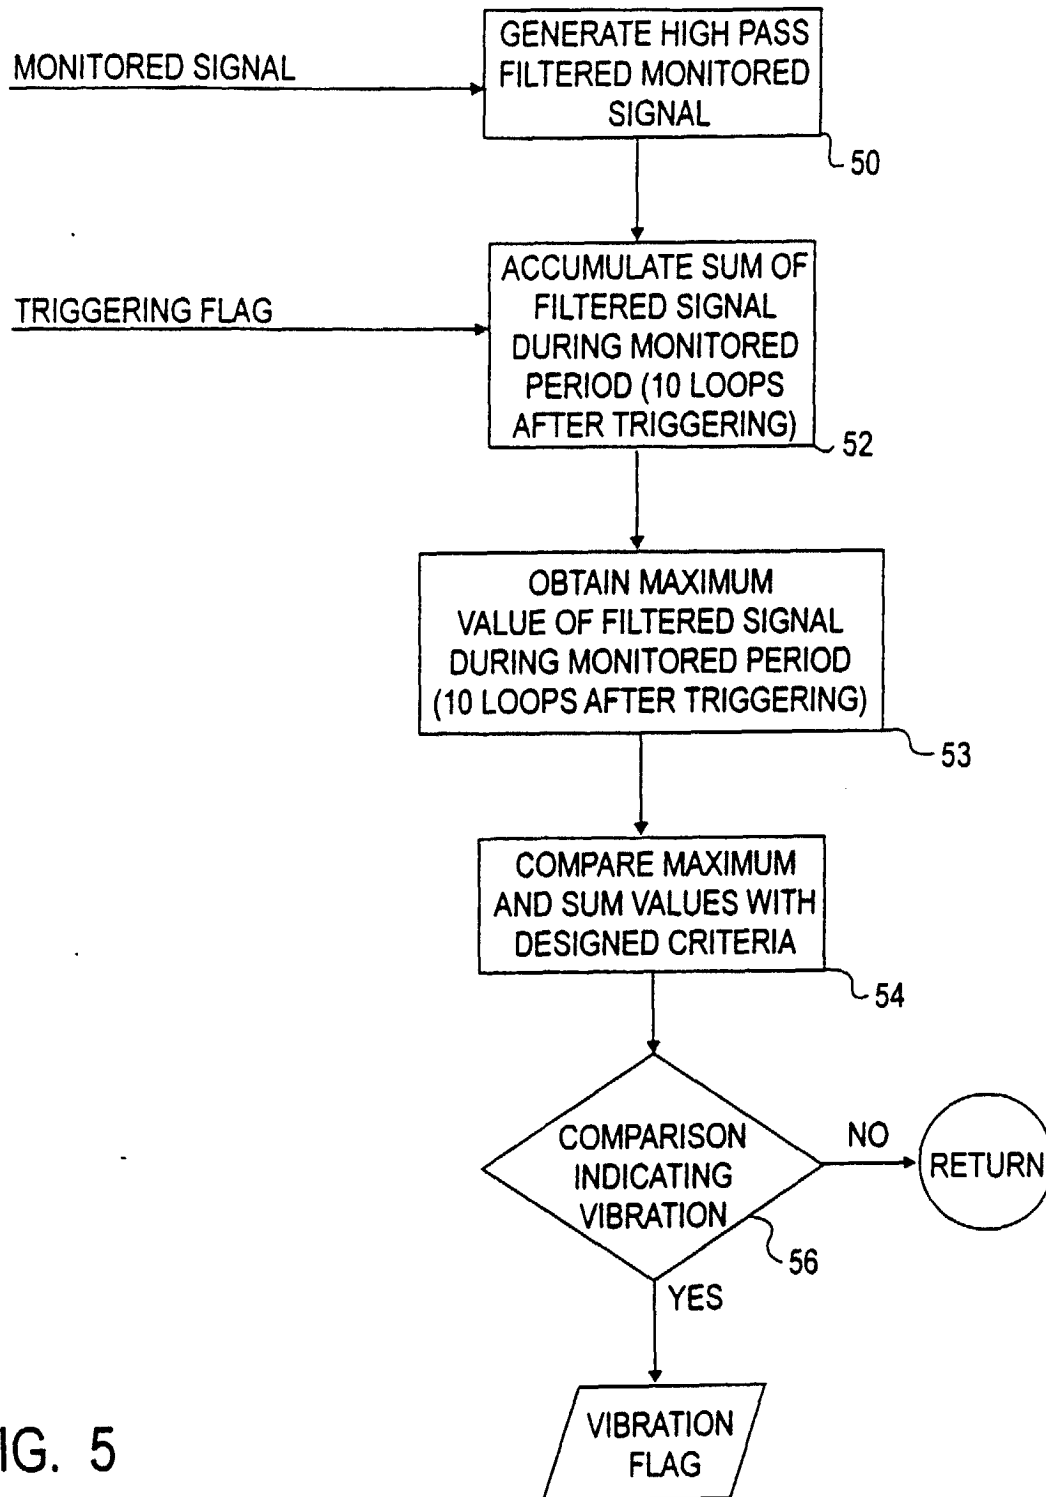 GENERATE HIGH PASS
FILTERED MONITORED
SIGNAL
MONITORED SIGNAL
50
ACCUMULATE SUM OF
FILTERED SIGNAL
DURING MONITORED
PERIOD (10 LOOPS
AFTER TRIGGERING)
TRIGGERING FLAG
52
OBTAIN MAXIMUM
VALUE OF FILTERED SIGNAL
DURING MONITORED PERIOD
(10 LOOPS AFTER TRIGGERING)
53
COMPARE MAXIMUM
AND SUM VALUES WITH
DESIGNED CRITERIA
54
COMPARISON
INDICATING
VIBRATION
NO
RETURN
56
YES
VIBRATION
FLAG
IG. 5